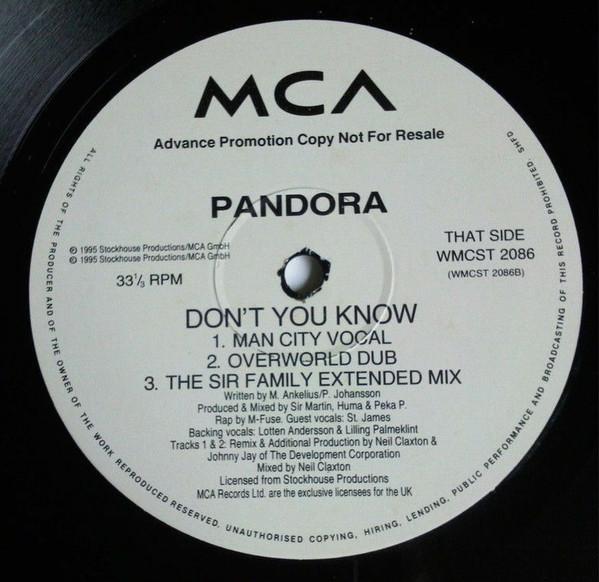 MCA
Advance Promotion Copy Not For Resale
PANDORA
℗ 1995 Stockhouse Productions/MCA GmbH
© 1995 Stockhouse Productions/MCA GmbH
33⅓ RPM
THAT SIDE
WMCST 2086
(WMCST 2086B)
DON'T YOU KNOW
1. MAN CITY VOCAL
2. OVERWORLD DUB
3. THE SIR FAMILY EXTENDED MIX
Written by M. Ankelius/P. Johansson
Produced & Mixed by Sir Martin, Huma & Peka P.
Rap by M-Fuse. Guest vocals: St. James
Backing vocals: Lotten Andersson & Lilling Palmeklint
Tracks 1 & 2: Remix & Additional Production by Neil Claxton &
Johnny Jay of The Development Corporation
Mixed by Neil Claxton
Licensed from Stockhouse Productions
MCA Records Ltd. are the exclusive licensees for the UK
ALL RIGHTS OF THE PRODUCER AND OF THE OWNER OF THE WORK REPRODUCED RESERVED. UNAUTHORISED COPYING, HIRING, LENDING, PUBLIC PERFORMANCE AND BROADCASTING OF THIS RECORD PROHIBITED. SHFD